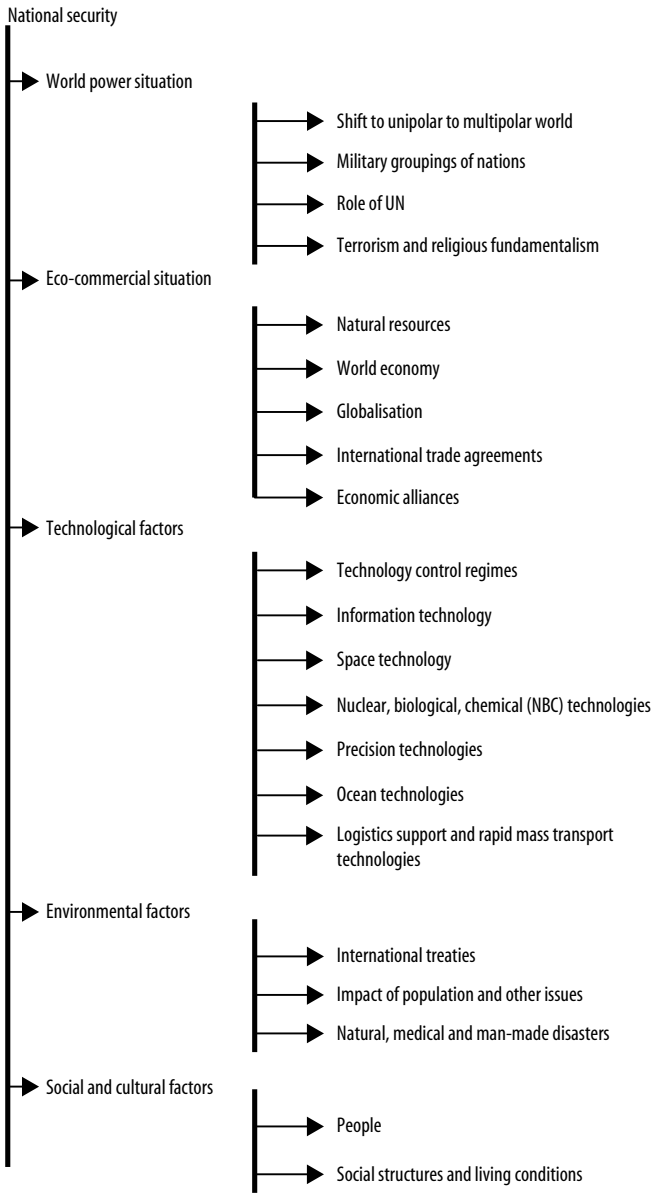 National security
World power situation
Shift to unipolar to multipolar world
Military groupings of nations
Role of UN
Terrorism and religious fundamentalism
Eco-commercial situation
Natural resources
World economy
Globalisation
International trade agreements
Economic alliances
Technological factors
Technology control regimes
Information technology
Space technology
Nuclear, biological, chemical (NBC) technologies
Precision technologies
Ocean technologies
Logistics support and rapid mass transport
technologies
Environmental factors
International treaties
Impact of population and other issues
Natural, medical and man-made disasters
Social and cultural factors
People
Social structures and living conditions